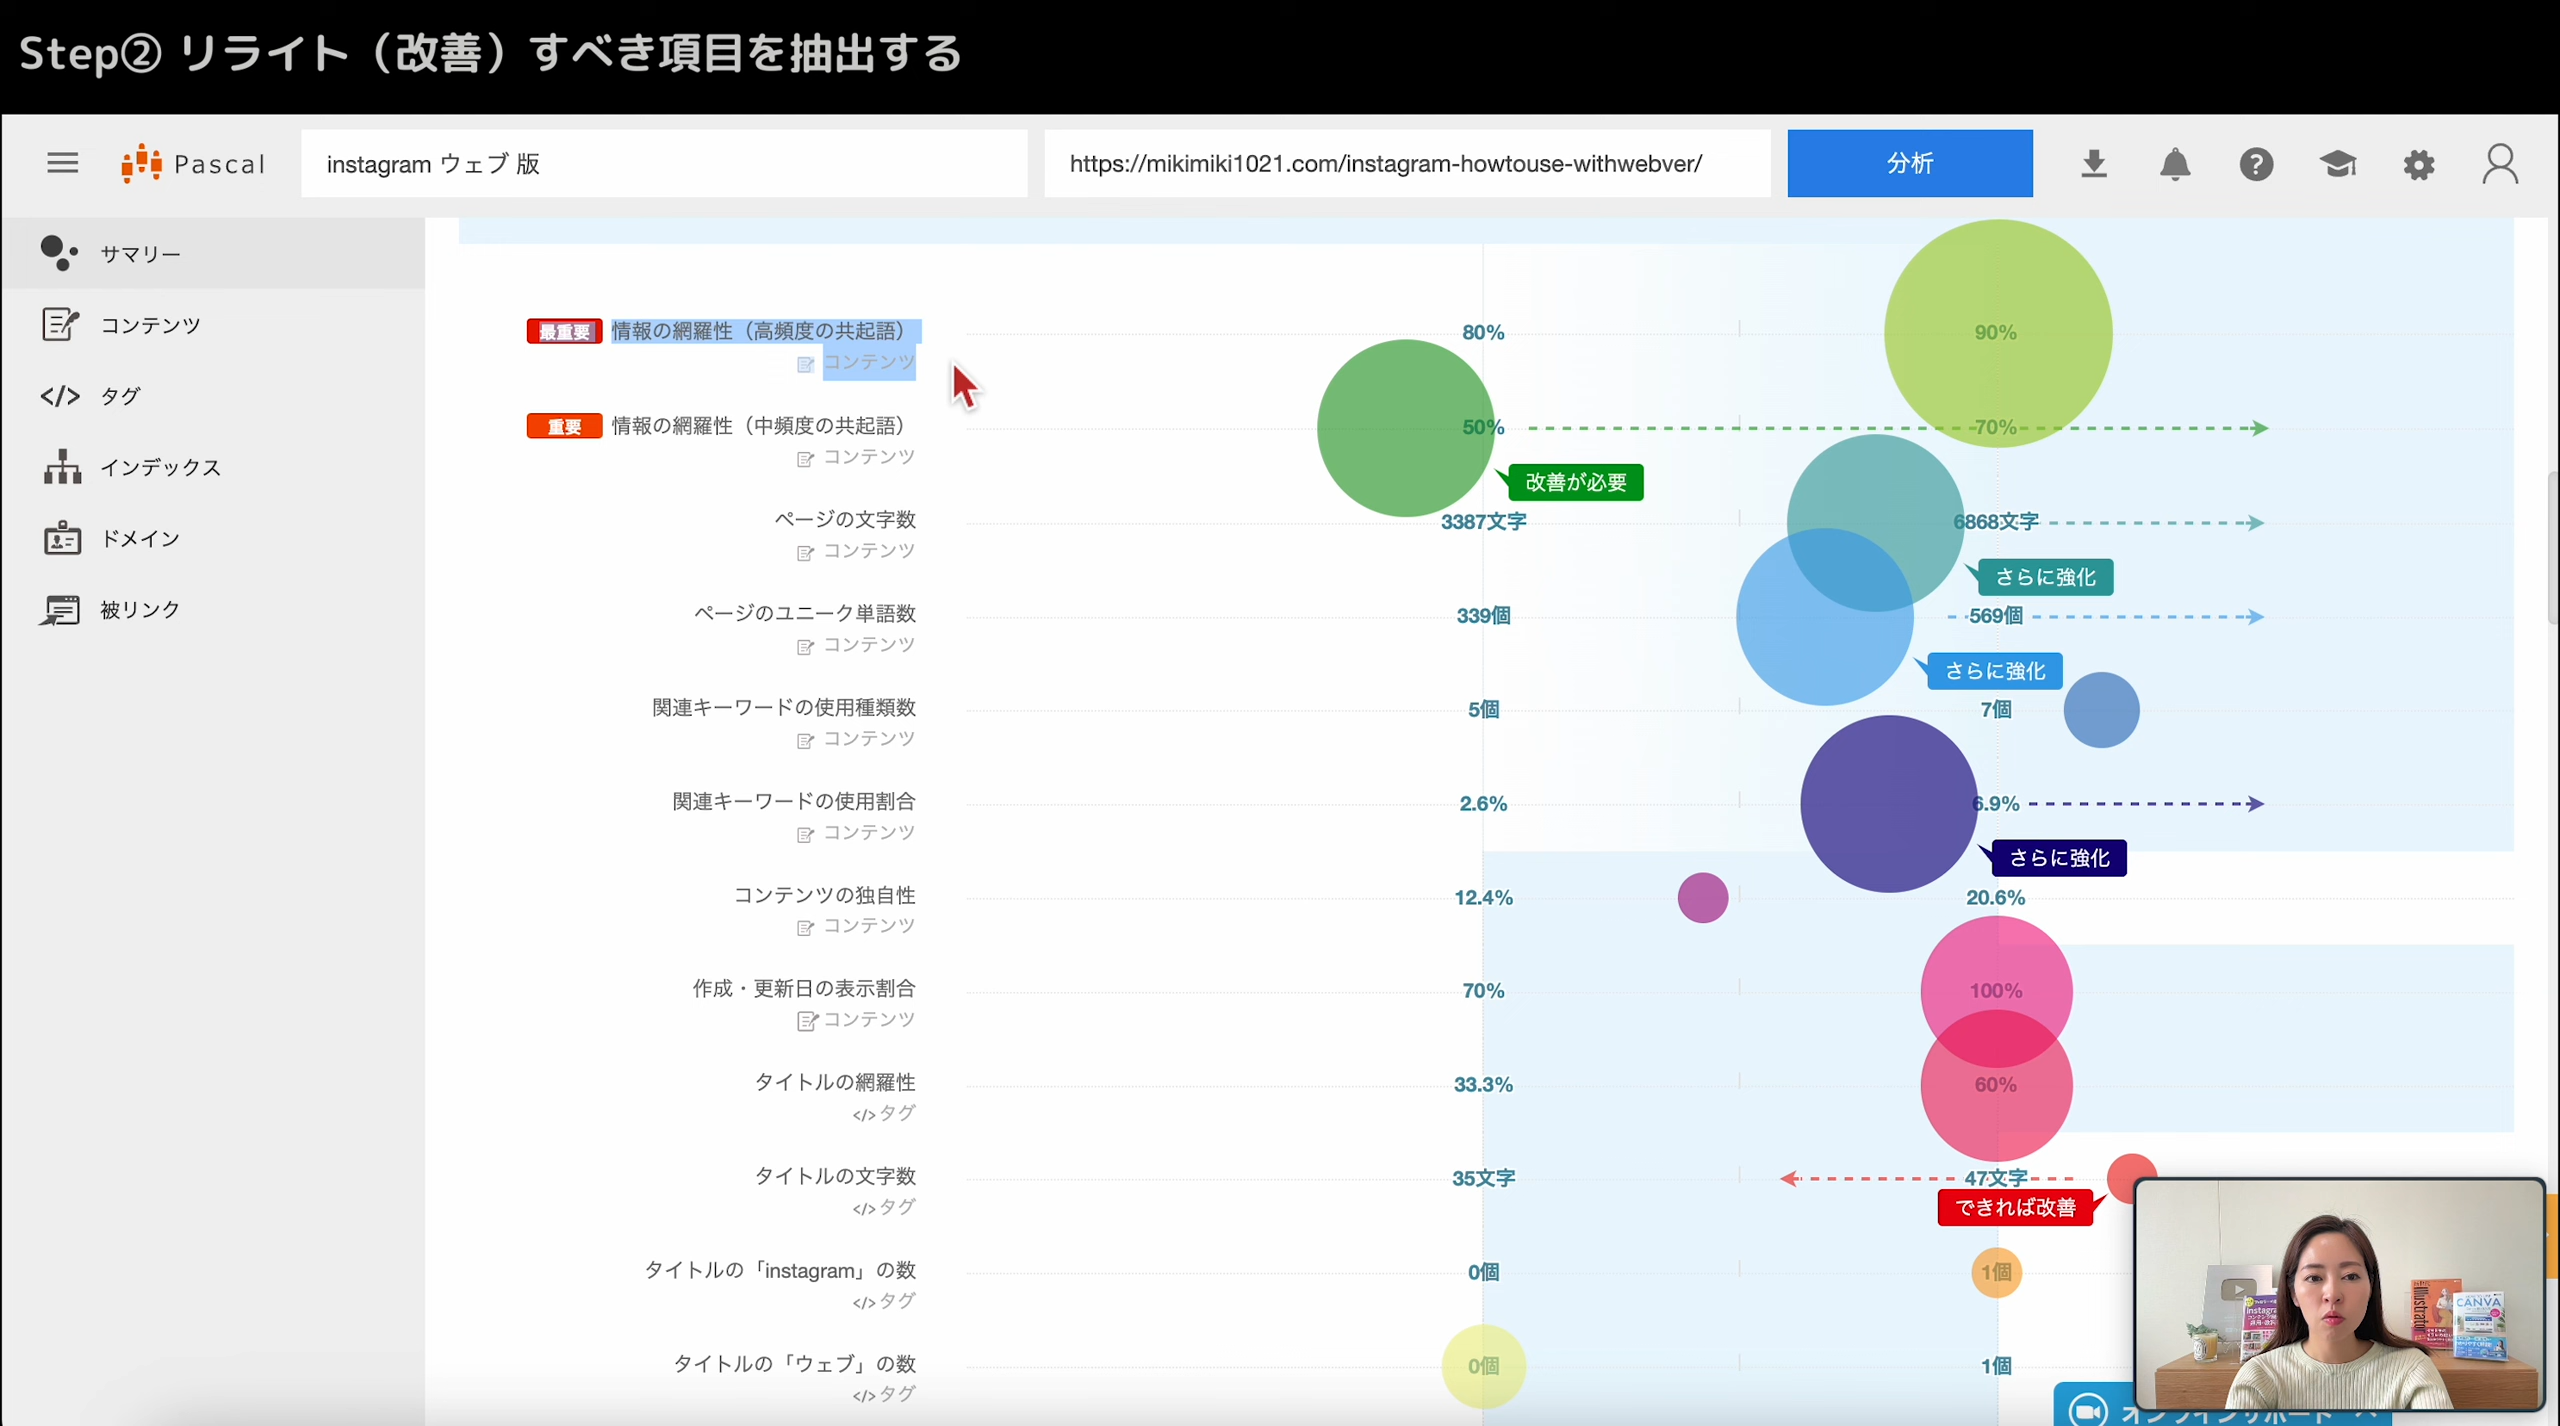 Step② リライト（改善）すべき項目を抽出する
Pascal
instagram ウェブ 版
https://mikimiki1021.com/instagram-howtouse-withwebver/
分析
サマリー
コンテンツ
タグ
インデックス
ドメイン
被リンク
最重要 情報の網羅性（高頻度の共起語） 80% 90%
コンテンツ
重要 情報の網羅性（中頻度の共起語） 50% 70%
コンテンツ
改善が必要
ページの文字数 3387文字 6868文字
コンテンツ
さらに強化
ページのユニーク単語数 339個 569個
コンテンツ
さらに強化
関連キーワードの使用種類数 5個 7個
コンテンツ
関連キーワードの使用割合 2.6% 6.9%
コンテンツ
さらに強化
コンテンツの独自性 12.4% 20.6%
コンテンツ
作成・更新日の表示割合 70% 100%
コンテンツ
タイトルの網羅性 33.3% 60%
</> タグ
タイトルの文字数 35文字 47文字
</> タグ
できれば改善
タイトルの「instagram」の数 0個 1個
</> タグ
タイトルの「ウェブ」の数 0個 1個
</> タグ
Illustrator
CANVA
オンラインサポート